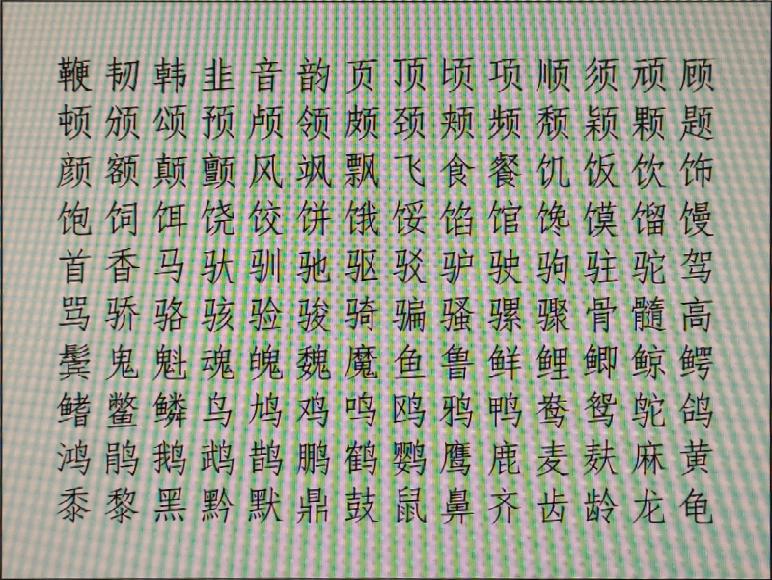 鞭 韧 韩 韭 音 韵 页 顶 顷 项 顺 须 顽 顾
顿 颁 颂 预 颅 领 颇 颈 颊 频 颓 颖 颗 题
颜 额 颠 颤 风 飒 飘 飞 食 餐 饥 饭 饮 饰
饱 饲 饵 饶 饺 饼 饿 馁 馅 馆 馋 馍 馏 馒
首 香 马 驮 驯 驰 驱 驳 驴 驶 驹 驻 驼 驾
骂 骄 骆 骇 验 骏 骑 骗 骚 骡 骤 骨 髓 高
鬓 鬼 魁 魂 魄 魏 魔 鱼 鲁 鲜 鲤 鲫 鲸 鳄
鳍 鳖 鳞 鸟 鸠 鸡 鸣 鸥 鸦 鸭 鸯 鸳 鸵 鸽
鸿 鹃 鹅 鹉 鹊 鹏 鹤 鹦 鹰 鹿 麦 麸 麻 黄
黍 黎 黑 黔 默 鼎 鼓 鼠 鼻 齐 齿 龄 龙 龟